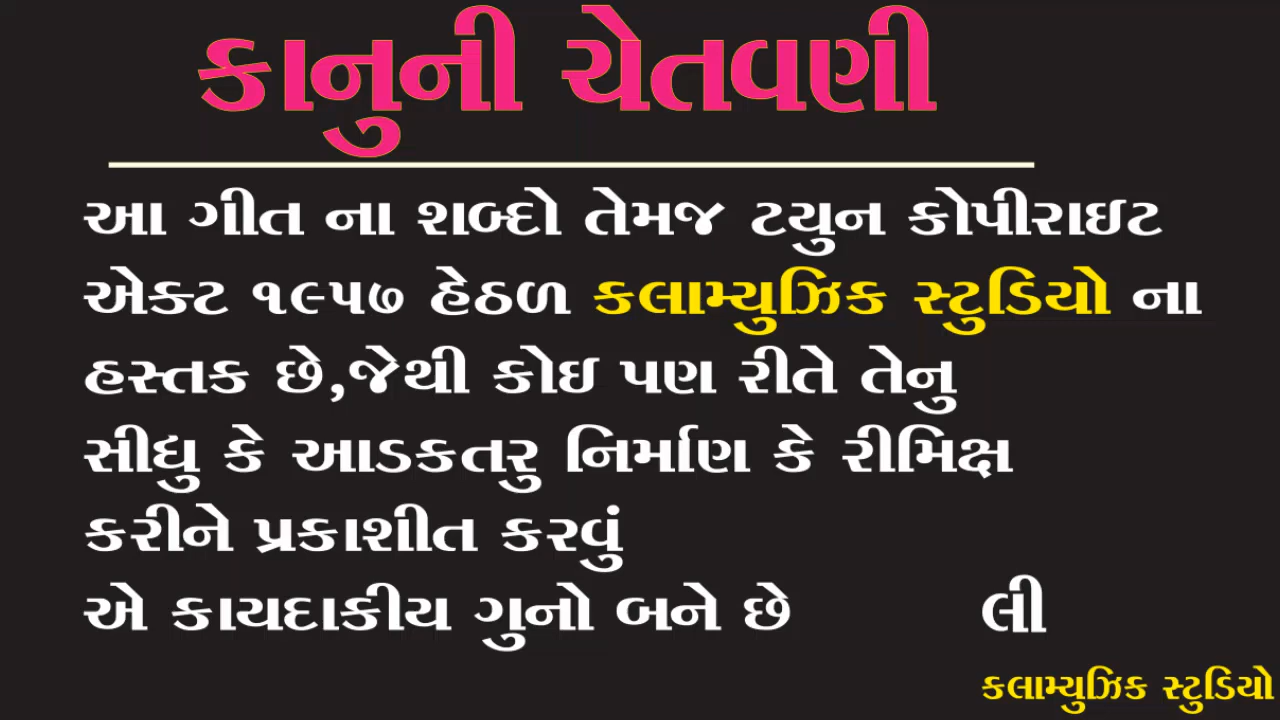 કાનુની ચેતવણી
આ ગીત ના શબ્દો તેમજ ટયુન કોપીરાઇટ
એક્ટ ૧૯૫૭ હેઠળ કલામ્યુઝિક સ્ટુડિયો ના
હસ્તક છે,જેથી કોઇ પણ રીતે તેનુ
સીધુ કે આડકતરુ નિર્માણ કે રીમિક્ષ
કરીને પ્રકાશીત કરવું
એ કાયદાકીય ગુનો બને છે લીં
કલામ્યુઝિક સ્ટુડિયો